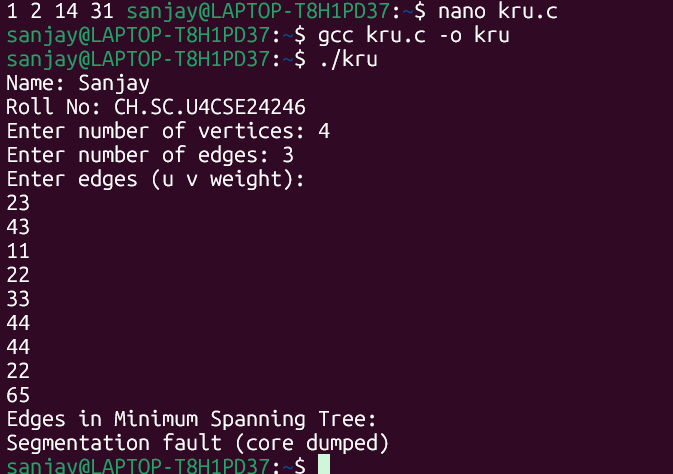 1 2 14 31 sanjay@LAPTOP-T8H1PD37:~$ nano kru.c
sanjay@LAPTOP-T8H1PD37:~$ gcc kru.c -o kru
sanjay@LAPTOP-T8H1PD37:~$ ./kru
Name: Sanjay
Roll No: CH.SC.U4CSE24246
Enter number of vertices: 4
Enter number of edges: 3
Enter edges (u v weight):
23
43
11
22
33
44
44
22
65
Edges in Minimum Spanning Tree:
Segmentation fault (core dumped)
sanjay@LAPTOP-T8H1PD37:~$